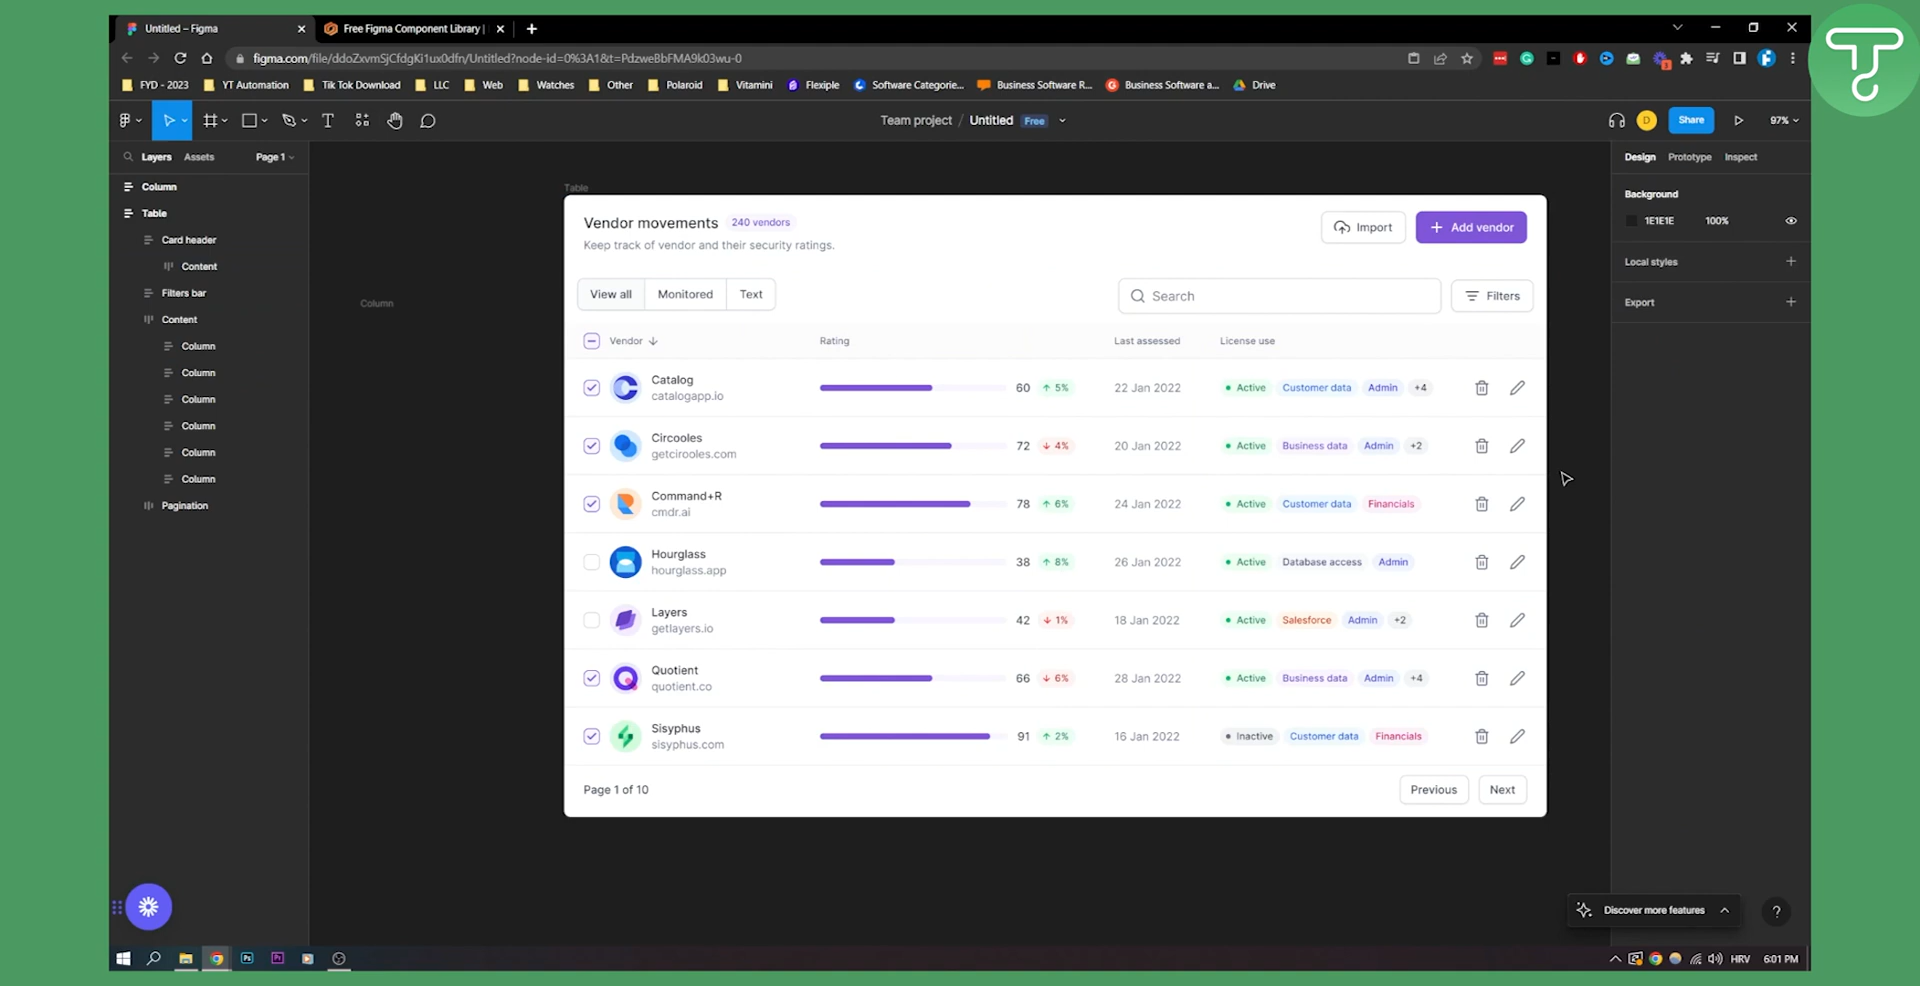 Untitled – Figma
Free Figma Component Library |
figma.com/file/ddoZxvmSjCfdgKi1ux0dfn/Untitled?node-id=0%3A1&t=PdzweBbFMA9k03wu-0
FYD - 2023
YT Automation
Tik Tok Download
LLC
Web
Watches
Other
Polaroid
Vitamini
Flexiple
Software Categorie...
Business Software R...
Business Software a...
Drive
Team project / Untitled Free
D
Share
97%
Layers
Assets
Page 1
Design
Prototype
Inspect
Column
Table
Card header
Content
Filters bar
Content
Column
Column
Column
Column
Column
Column
Pagination
Column
Table
Vendor movements 240 vendors
Keep track of vendor and their security ratings.
Import
Add vendor
View all
Monitored
Text
Search
Filters
Vendor
Rating
Last assessed
License use
Catalog
catalogapp.io
60 5% 22 Jan 2022 Active Customer data Admin +4
Circooles
getcirooles.com
72 4% 20 Jan 2022 Active Business data Admin +2
Command+R
cmdr.ai
78 6% 24 Jan 2022 Active Customer data Financials
Hourglass
hourglass.app
38 8% 26 Jan 2022 Active Database access Admin
Layers
getlayers.io
42 1% 18 Jan 2022 Active Salesforce Admin +2
Quotient
quotient.co
66 6% 28 Jan 2022 Active Business data Admin +4
Sisyphus
sisyphus.com
91 2% 16 Jan 2022 Inactive Customer data Financials
Page 1 of 10
Previous
Next
Background
1E1E1E 100%
Local styles
Export
Discover more features
?
Ps
Pr
HRV
6:01 PM